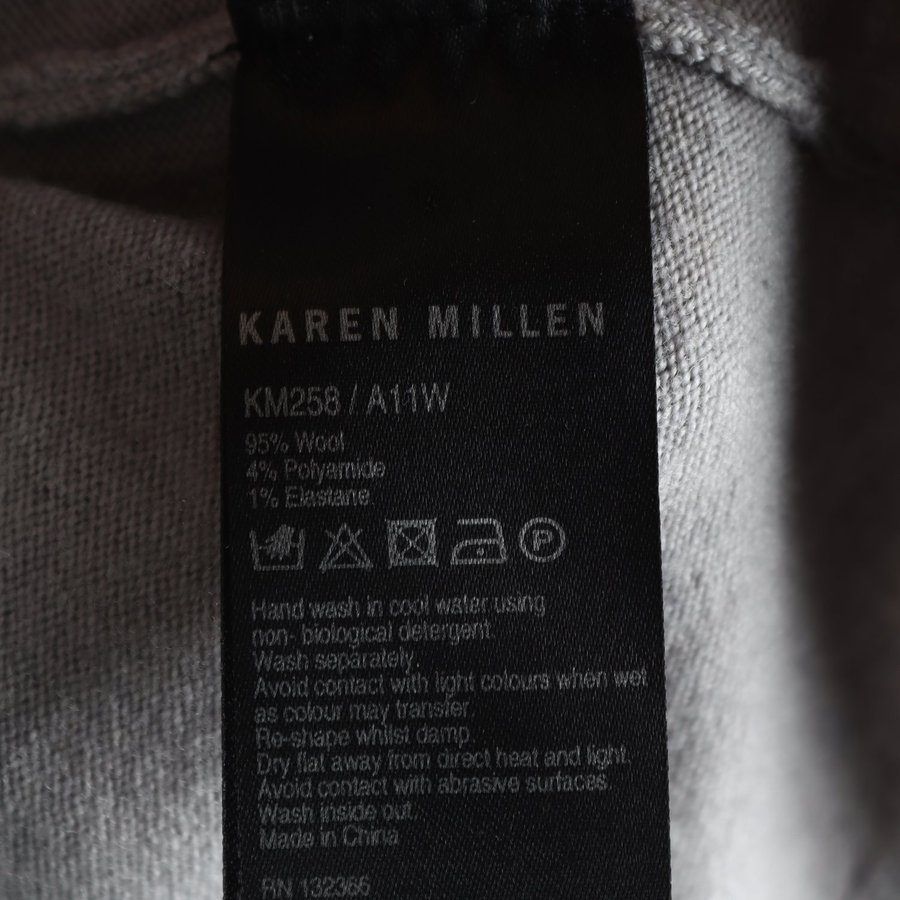 KAREN MILLEN
KM258 / A11W
95% Wool
4% Polyamide
1% Elastane
P
Hand wash in cool water using
non- biological detergent.
Wash separately.
Avoid contact with light colours when wet
as colour may transfer
Re-shape whilst damp
Dry flat away from direct heat and light.
Avoid contact with abrasive surfaces.
Wash inside out.
Made in China
RN 132366